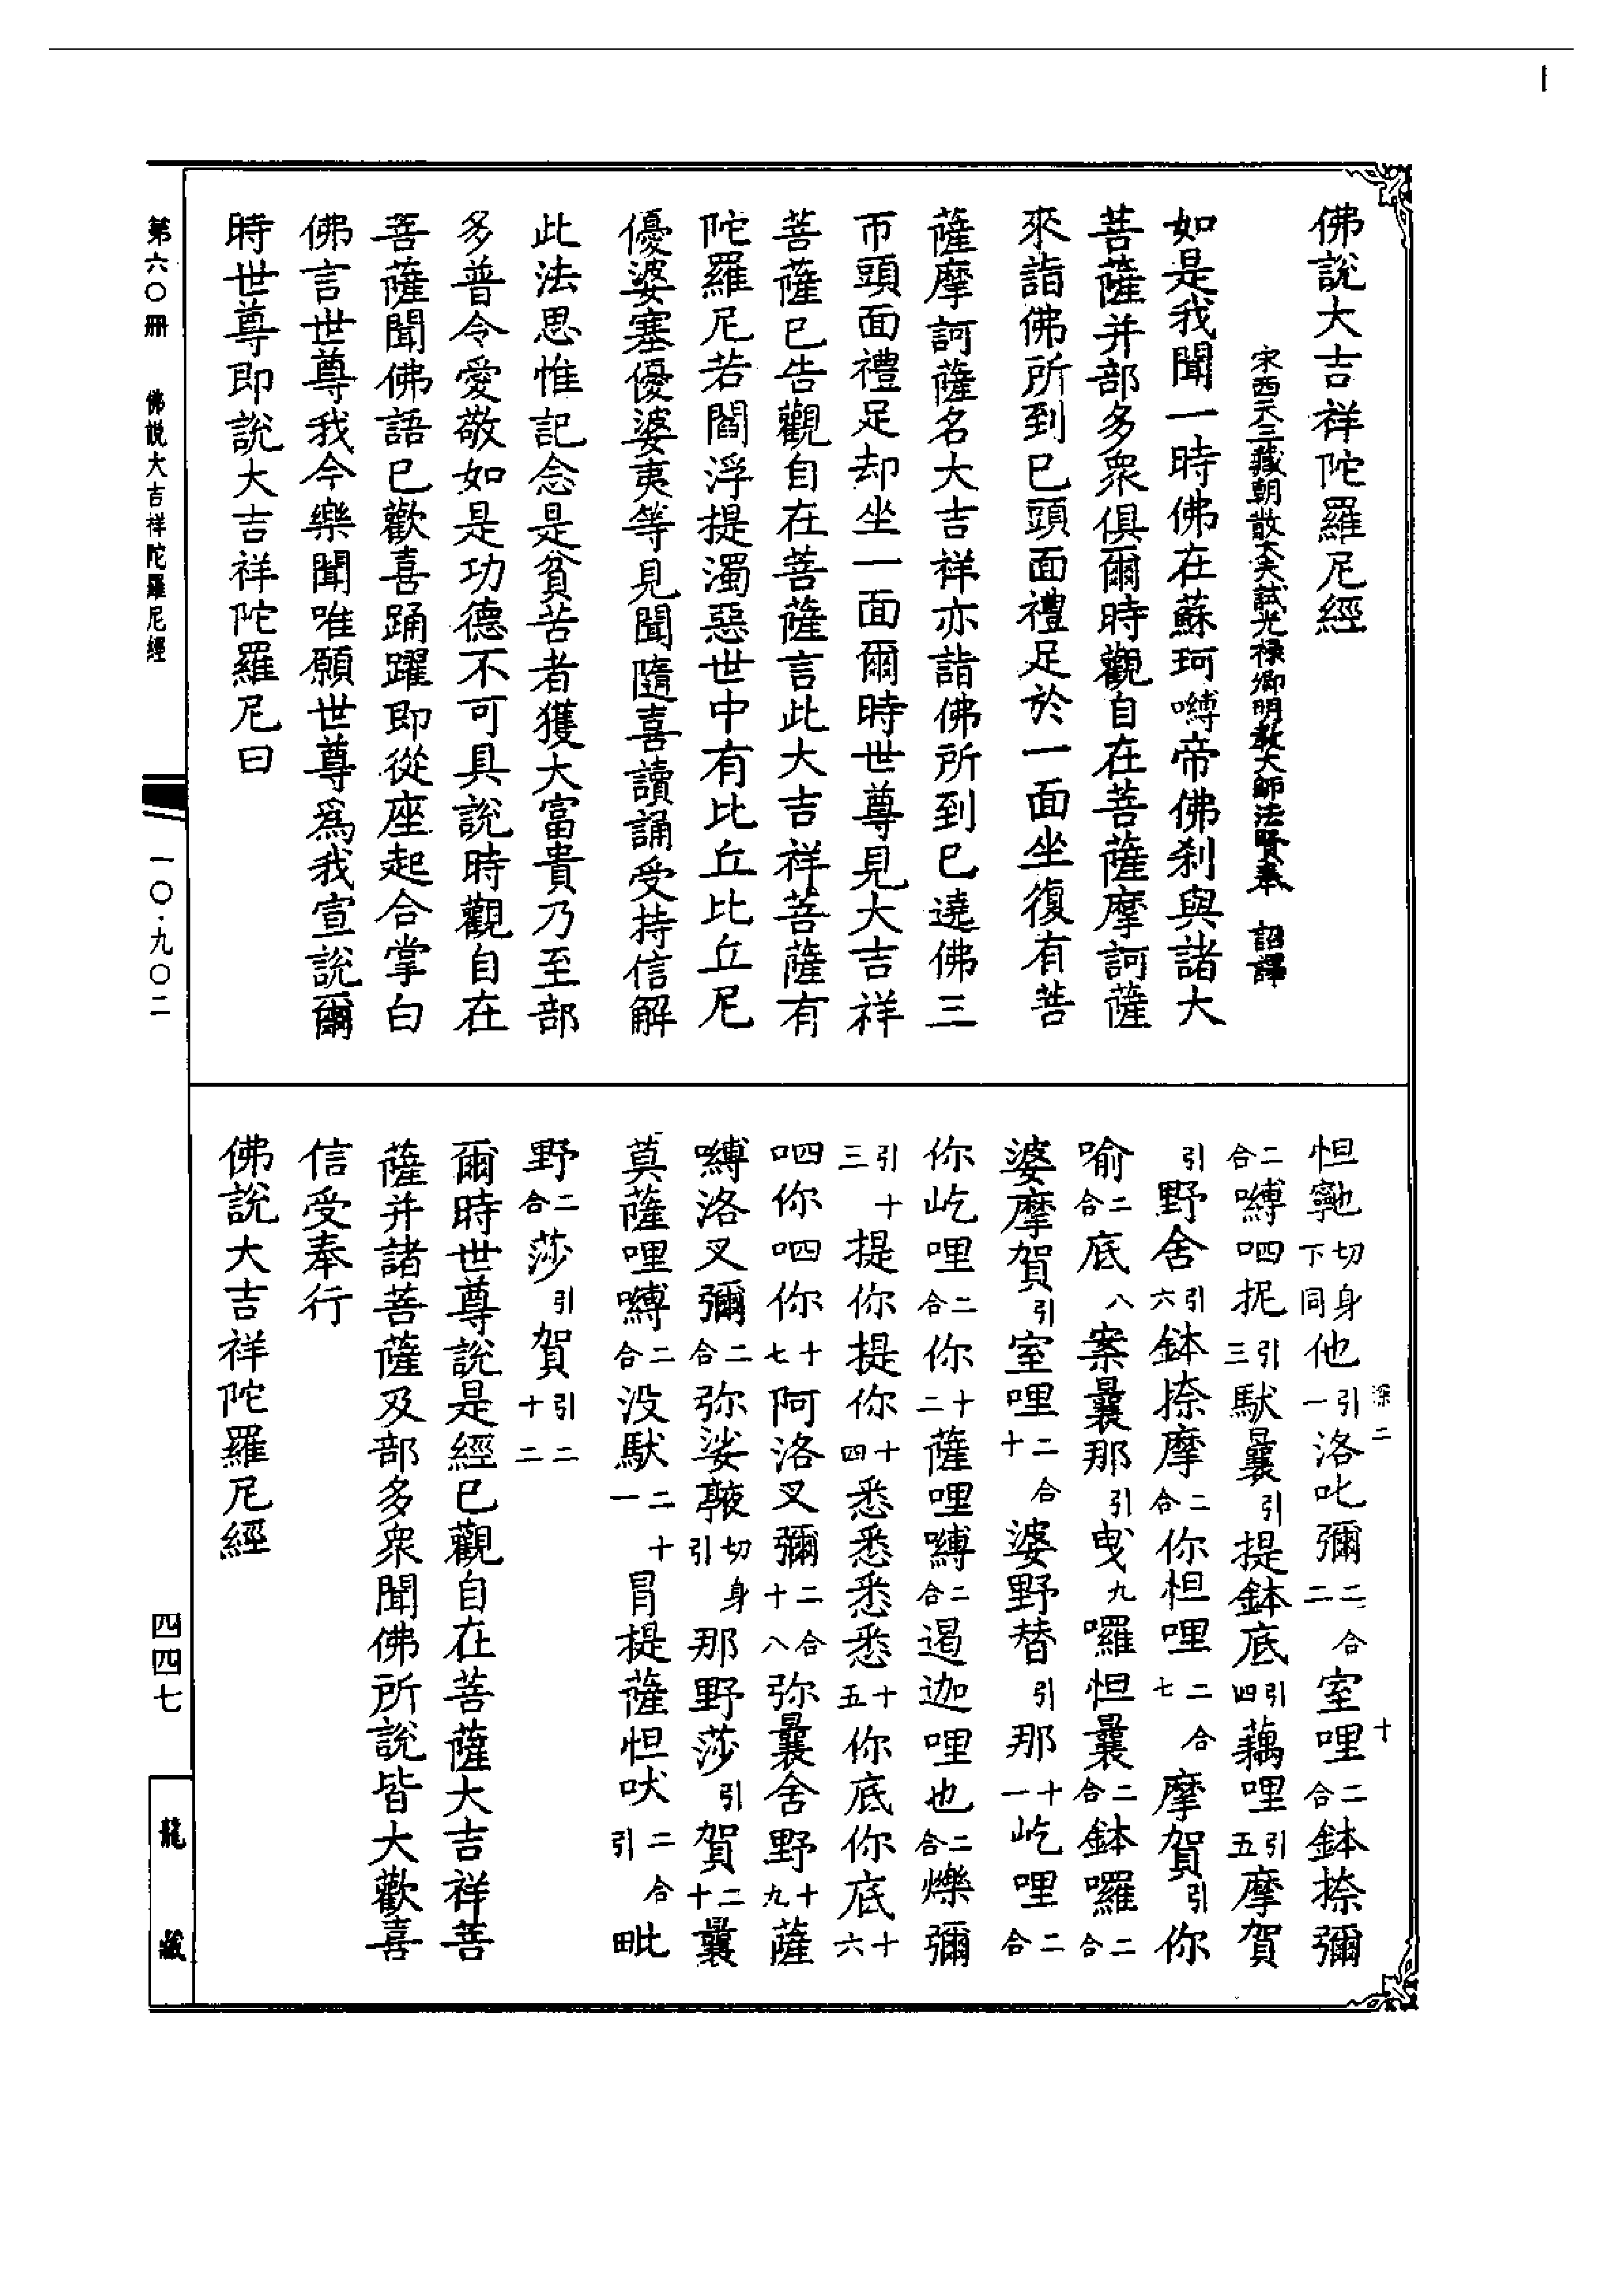 佛說大吉祥陀羅尼經
宋西天三藏朝散大夫試光祿卿明教大師法賢奉 詔譯
如是我聞一時佛在蘇珂嚩帝佛刹與諸大
菩薩并部多衆俱爾時觀自在菩薩摩訶薩
來詣佛所到已頭面禮足於一面坐復有菩
薩摩訶薩名大吉祥亦詣佛所到已遶佛三
帀頭面禮足却坐一面爾時世尊見大吉祥
菩薩已告觀自在菩薩言此大吉祥菩薩有
陀羅尼若閻浮提濁惡世中有比丘比丘尼
優婆塞優婆夷等見聞隨喜讀誦受持信解
此法思惟記念是貧苦者獲大富貴乃至部
多普令愛敬如是功德不可具說時觀自在
菩薩聞佛語已歡喜踊躍即從座起合掌白
佛言世尊我今樂聞唯願世尊爲我宣說爾
時世尊即說大吉祥陀羅尼曰
怛㝕切身下同他引一洛叱彌二合二室哩二合鉢捺彌
二合嚩呬抳引三馱曩引提鉢底引四藕哩引五摩賀
引野舍引六鉢捺摩二合你怛哩二合七摩賀引你
喻二合底八案曩那引曳九囉怛曩二合鉢囉二合
婆摩賀引室哩二合十婆野替引那十一屹哩二合
你屹哩二合你十二薩哩嚩二合遏迦哩也二合爍彌
引十三提你提你十四悉悉悉悉十五你底你底十六
呬你呬你十七阿洛叉彌二合十八弥曩舍野十九薩
嚩洛叉彌二合弥娑㯋切身引那野莎引賀二十曩
莫薩哩嚩二合没馱二十一冒提薩怛吠二合引毗
野二合莎引賀引二十二
爾時世尊說是經已觀自在菩薩大吉祥菩
薩并諸菩薩及部多衆聞佛所說皆大歡喜
信受奉行
佛說大吉祥陀羅尼經
深二
十
第六〇冊 佛說大吉祥陀羅尼經
一〇·九〇二
四四七
龍藏